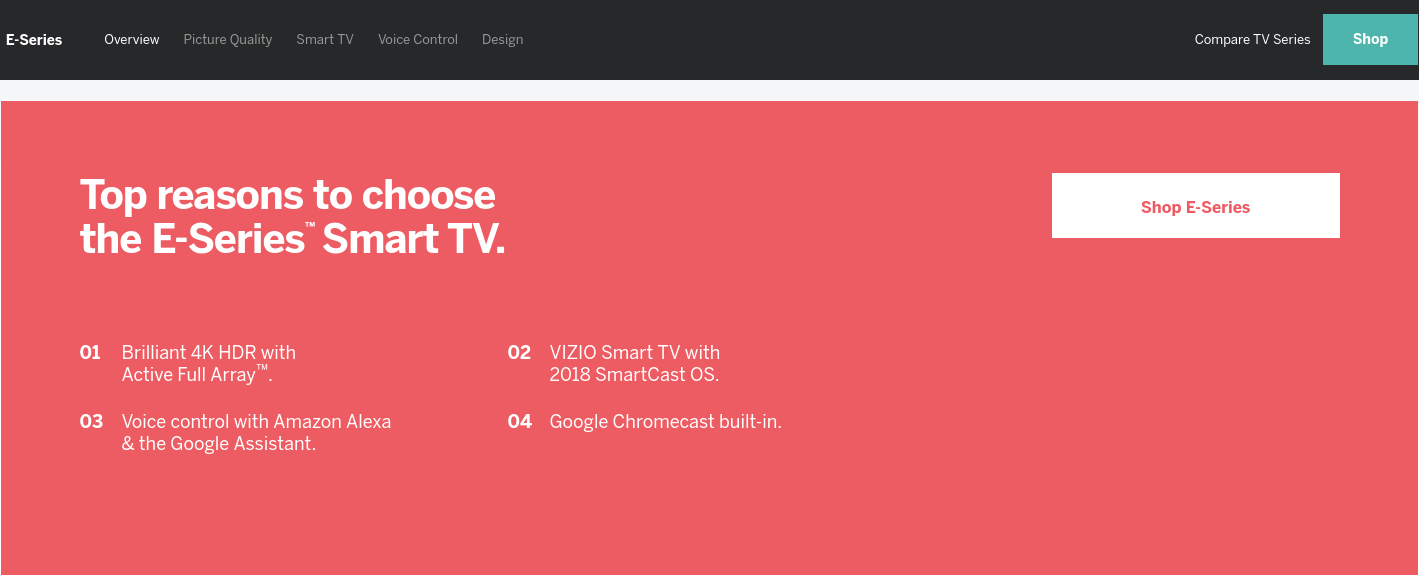 E-Series
Overview
Picture Quality
Smart TV
Voice Control
Design
Compare TV Series
Shop
Top reasons to choose
the E-Series™ Smart TV.
Shop E-Series
01
Brilliant 4K HDR with
Active Full Array™.
02
VIZIO Smart TV with
2018 SmartCast OS.
03
Voice control with Amazon Alexa
& the Google Assistant.
04
Google Chromecast built-in.